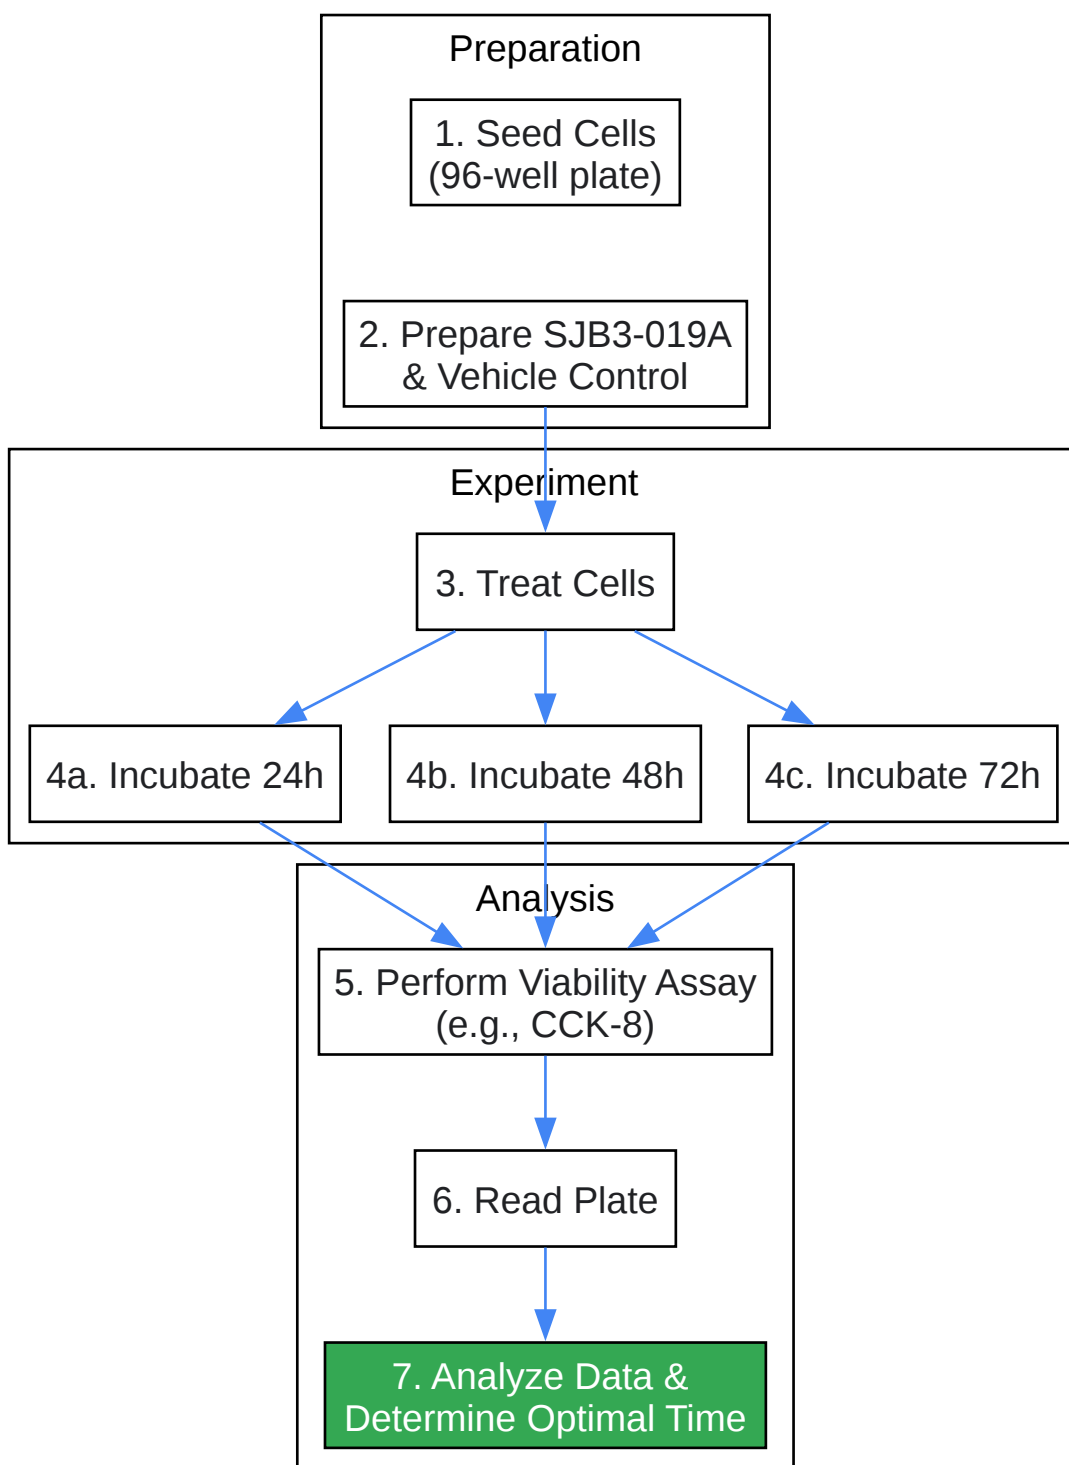 Preparation
1. Seed Cells
(96-well plate)
2. Prepare SJB3-019A
& Vehicle Control
Experiment
3. Treat Cells
4a. Incubate 24h
4b. Incubate 48h
4c. Incubate 72h
Analysis
5. Perform Viability Assay
(e.g., CCK-8)
6. Read Plate
7. Analyze Data &
Determine Optimal Time